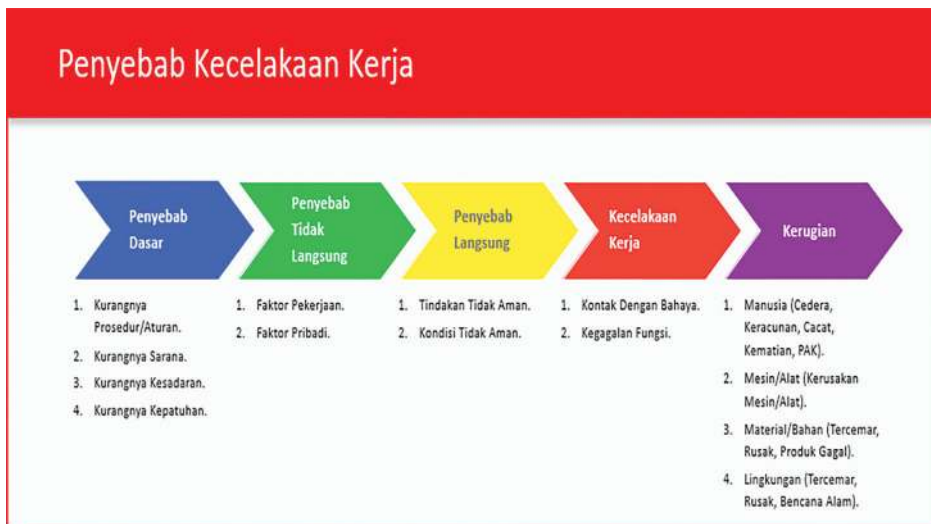 Penyebab Kecelakaan Kerja
Penyebab
Dasar
Penyebab
Tidak
Langsung
Penyebab
Langsung
Kecelakaan
Kerja
Kerugian
1. Kurangnya
Prosedur/Aturan.
2. Kurangnya Sarana.
3. Kurangnya Kesadaran.
4. Kurangnya Kepatuhan.
1. Faktor Pekerjaan.
2. Faktor Pribadi.
1. Tindakan Tidak Aman.
2. Kondisi Tidak Aman.
1. Kontak Dengan Bahaya.
2. Kegagalan Fungsi.
1. Manusia (Cedera,
Keracunan, Cacat,
Kematian, PAK).
2. Mesin/Alat (Kerusakan
Mesin/Alat).
3. Material/Bahan (Tercemar,
Rusak, Produk Gagal).
4. Lingkungan (Tercemar,
Rusak, Bencana Alam).